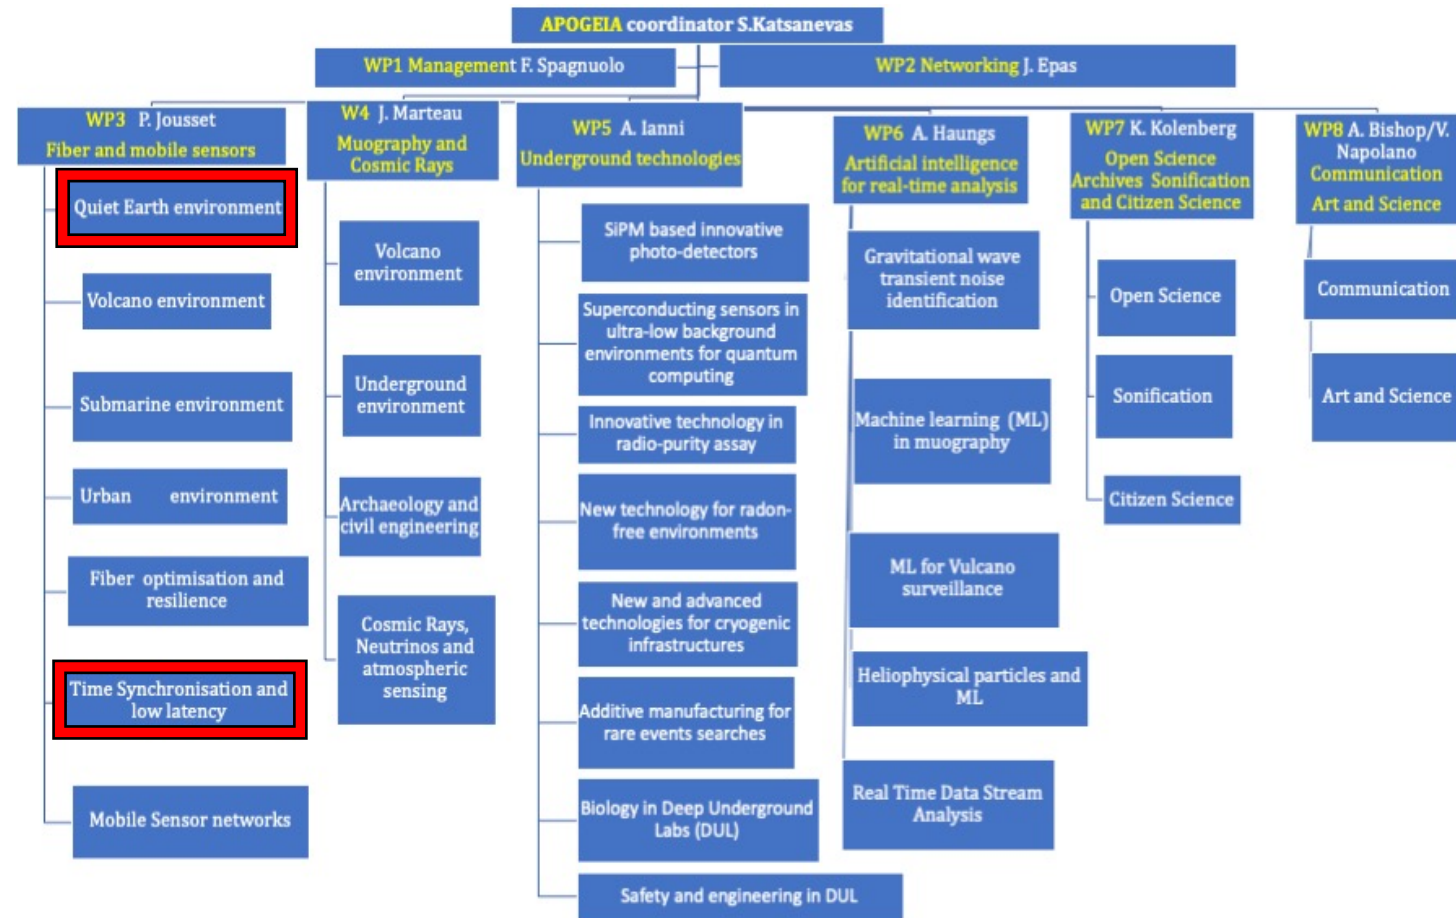 APOGEIA coordinator S.Katsanevas
WP1 Management F. Spagnuolo
WP2 Networking J. Epas
WP3 P. Jousset
Fiber and mobile sensors
Quiet Earth environment
Volcano environment
Submarine environment
Urban environment
Fiber optimisation and
resilience
Time Synchronisation and
low latency
Mobile Sensor networks
W4 J. Marteau
Muography and
Cosmic Rays
Volcano
environment
Underground
environment
Archaeology and
civil engineering
Cosmic Rays,
Neutrinos and
atmospheric
sensing
WP5 A. Ianni
Underground technologies
SiPM based innovative
photo-detectors
Superconducting sensors in
ultra-low background
environments for quantum
computing
Innovative technology in
radio-purity assay
New technology for radon-
free environments
New and advanced
technologies for cryogenic
infrastructures
Additive manufacturing for
rare events searches
Biology in Deep Underground
Labs (DUL)
Safety and engineering in DUL
WP6 A. Haungs
Artificial intelligence
for real-time analysis
Gravitational wave
transient noise
identification
Machine learning (ML)
in muography
ML for Vulcano
surveillance
Heliophysical particles and
ML
Real Time Data Stream
Analysis
WP7 K. Kolenberg
Open Science
Archives Sonification
and Citizen Science
Open Science
Sonification
Citizen Science
WP8 A. Bishop/V.
Napolano
Communication
Art and Science
Communication
Art and Science